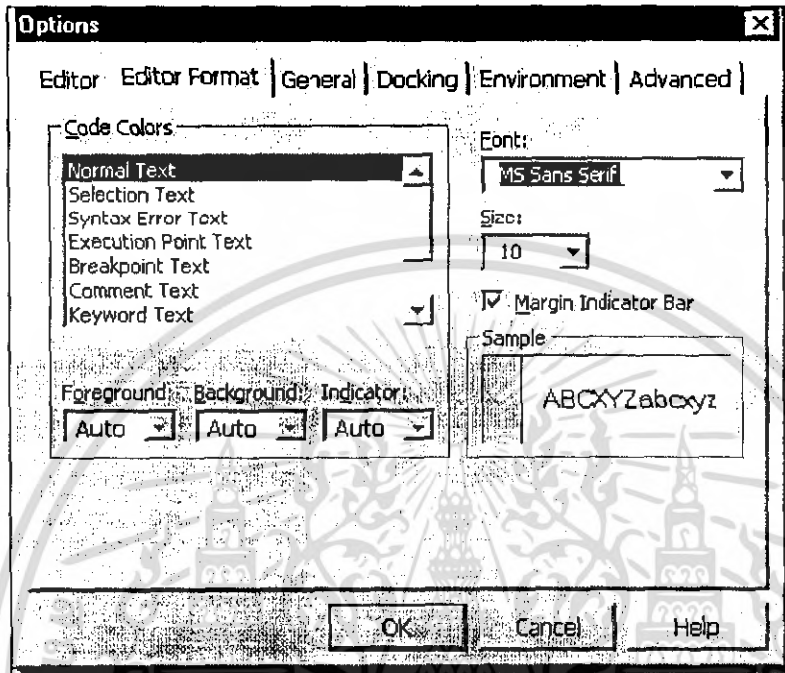 Options
Editor Editor Format General Docking Environment Advanced
Code Colors
Normal Text
Selection Text
Syntax Error Text
Execution Point Text
Breakpoint Text
Comment Text
Keyword Text
Foreground: Background: Indicator:
Auto Auto Auto
Font:
MS Sans Serif
Size:
10
Margin Indicator Bar
Sample
ABCXYZabcxyz
OK Cancel Help